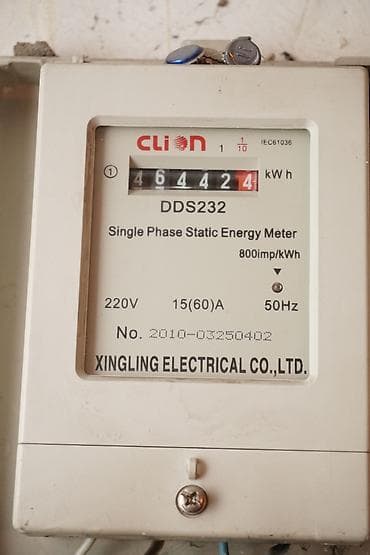 CLiON 1 1/10 IEC61036
① 464424 kWh
DDS232
Single Phase Static Energy Meter
800imp/kWh
220V 15(60)A 50Hz
No. 2010-03250402
XINGLING ELECTRICAL CO.,LTD.